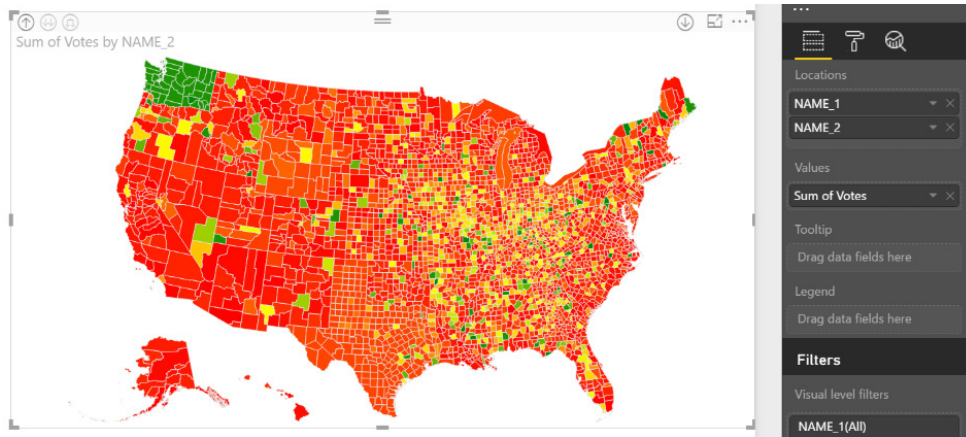 Sum of Votes by NAME_2
Locations
NAME_1
NAME_2
Values
Sum of Votes
Tooltip
Drag data fields here
Legend
Drag data fields here
Filters
Visual level filters
NAME_1(All)